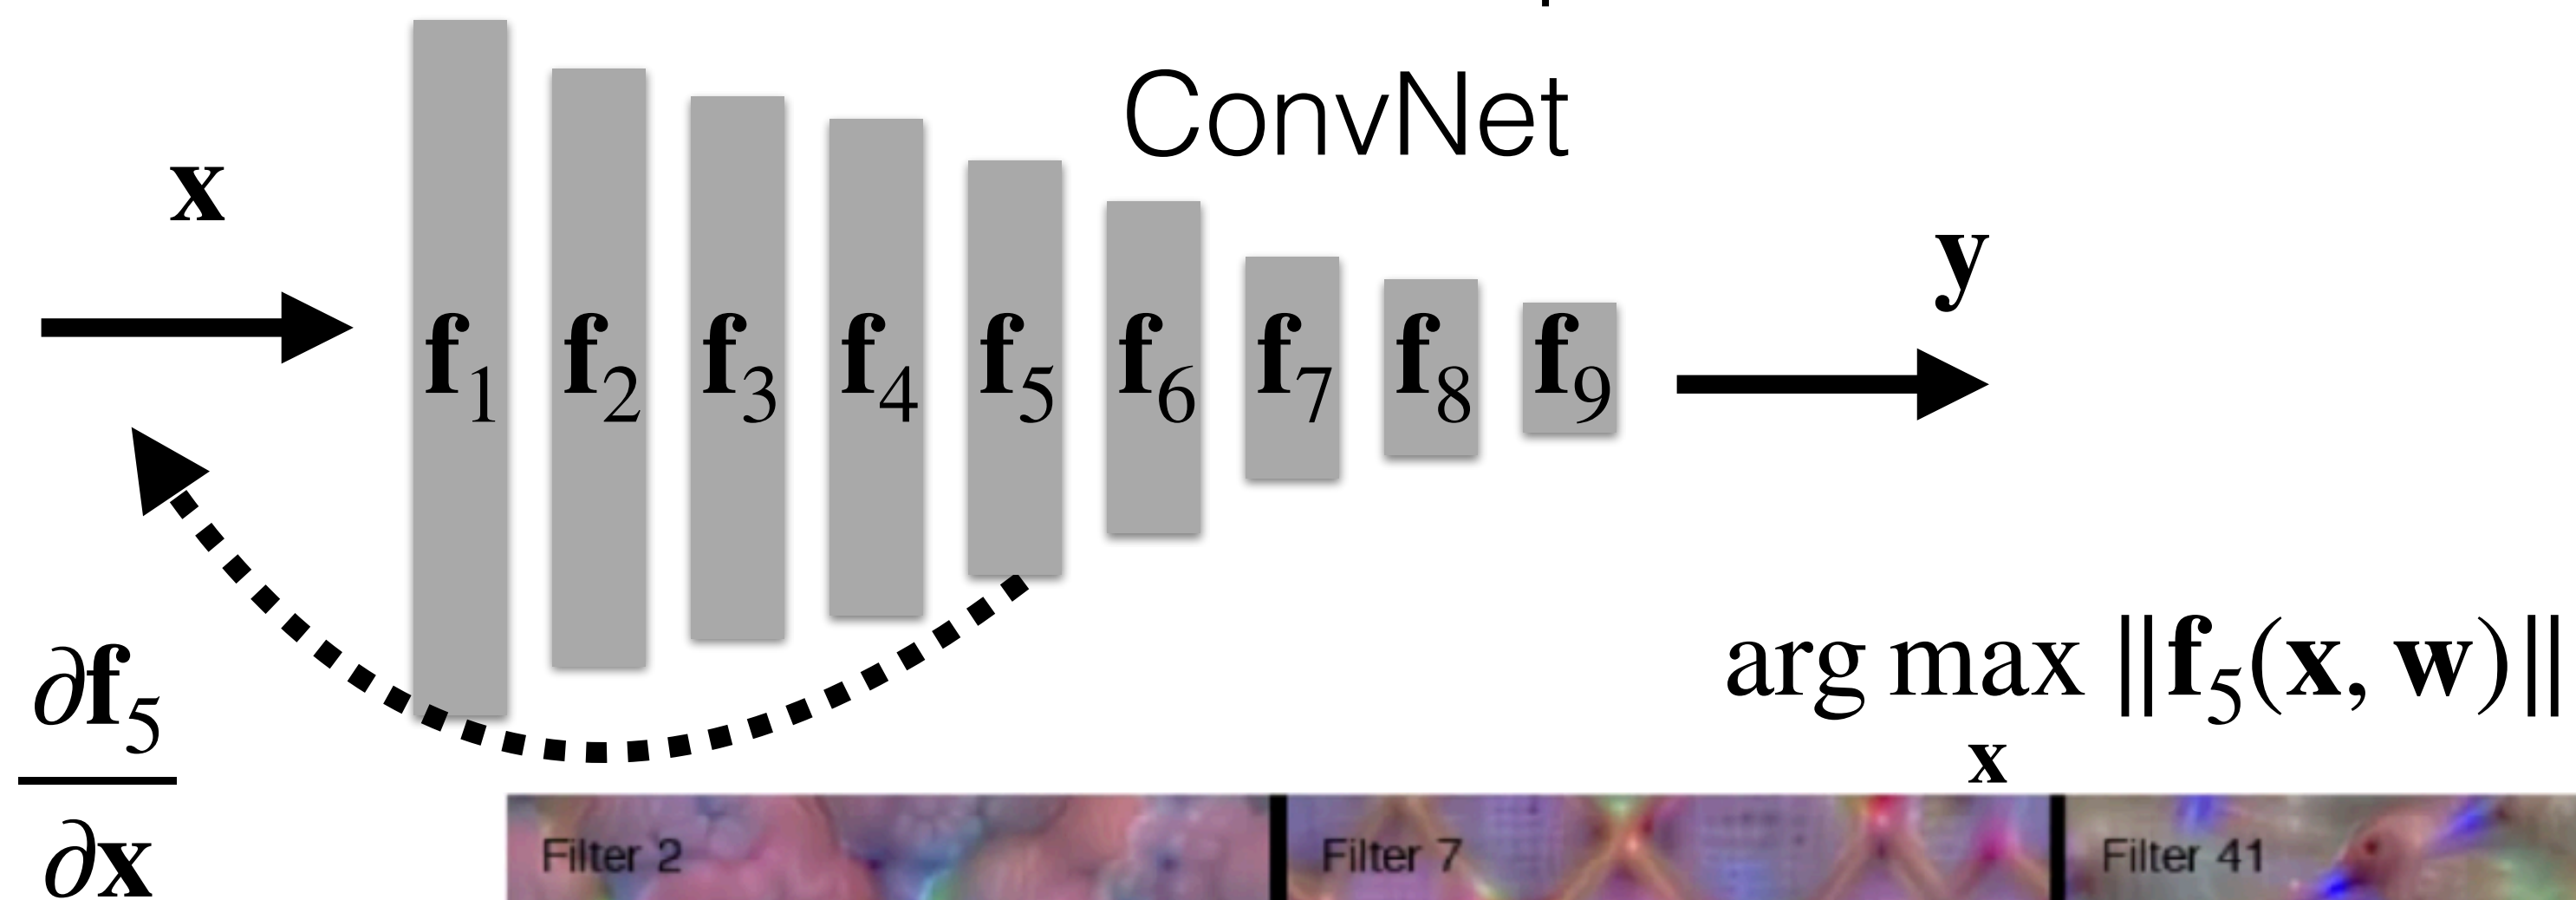 ConvNet
x
y
f₁ f₂ f₃ f₄ f₅ f₆ f₇ f₈ f₉
∂f₅
∂x
arg max ‖f₅(x, w)‖
x
Filter 2 Filter 7 Filter 41